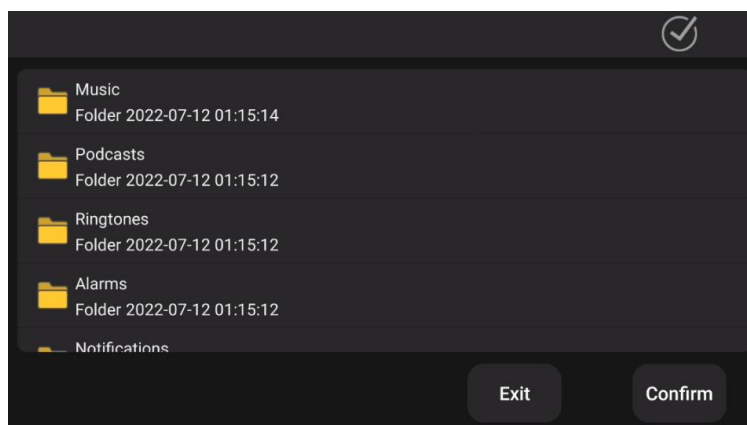 Music
Folder 2022-07-12 01:15:14
Podcasts
Folder 2022-07-12 01:15:12
Ringtones
Folder 2022-07-12 01:15:12
Alarms
Folder 2022-07-12 01:15:12
Notifications
Exit
Confirm